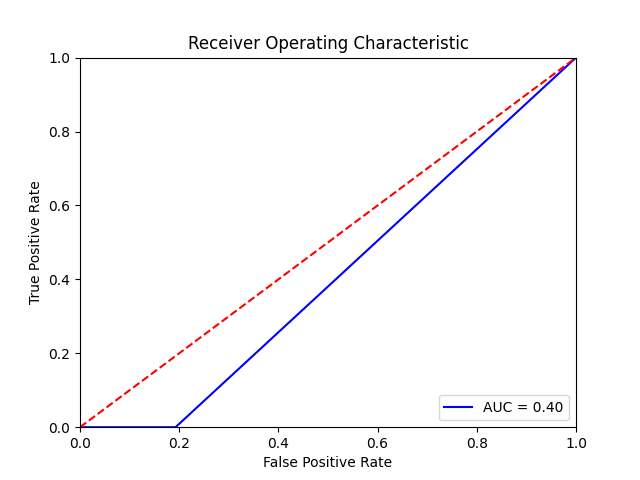 Receiver Operating Characteristic
True Positive Rate
1.0
0.8
0.6
0.4
0.2
0.0
AUC = 0.40
0.0 0.2 0.4 0.6 0.8 1.0
False Positive Rate